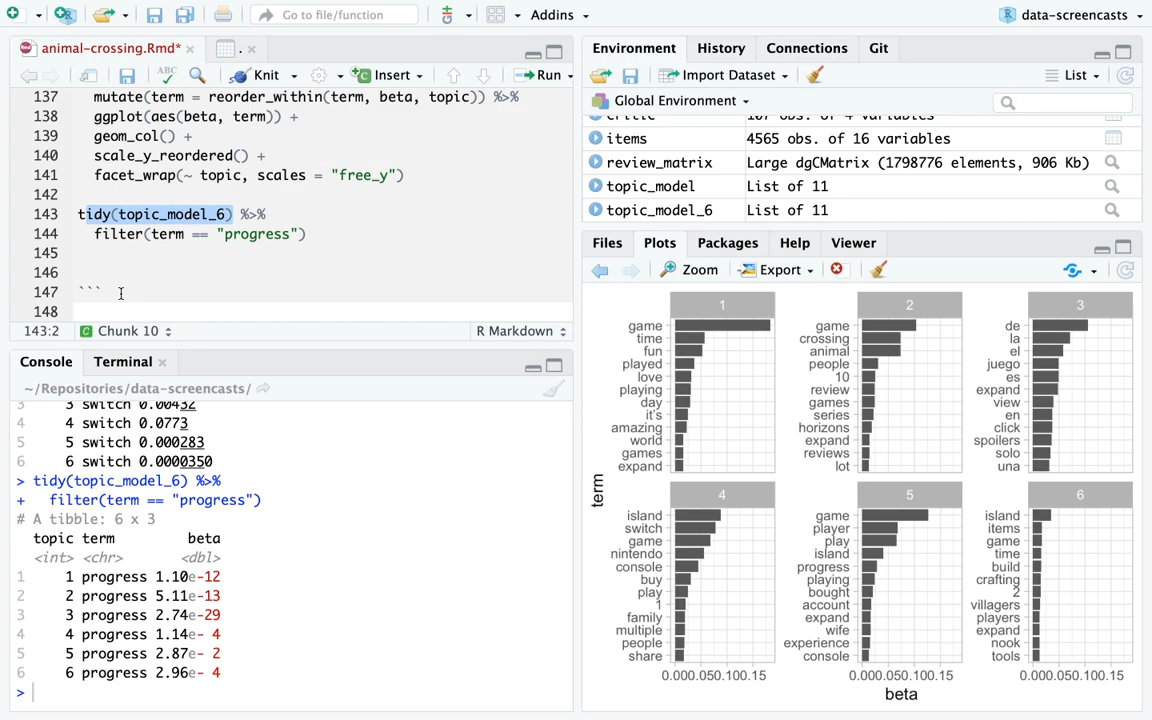 Go to file/function
Addins
data-screencasts
animal-crossing.Rmd*
.
ABC
Knit
Insert
Run
137 mutate(term = reorder_within(term, beta, topic)) %>%
138 ggplot(aes(beta, term)) +
139 geom_col() +
140 scale_y_reordered() +
141 facet_wrap(~ topic, scales = "free_y")
142
143 tidy(topic_model_6) %>%
144 filter(term == "progress")
145
146
147 ```
148
143:2 Chunk 10 R Markdown
Console Terminal
~/Repositories/data-screencasts/
3 3 switch 0.00432
4 4 switch 0.0773
5 5 switch 0.000283
6 6 switch 0.0000350
> tidy(topic_model_6) %>%
+ filter(term == "progress")
# A tibble: 6 x 3
topic term beta
<int> <chr> <dbl>
1 1 progress 1.10e-12
2 2 progress 5.11e-13
3 3 progress 2.74e-29
4 4 progress 1.14e- 4
5 5 progress 2.87e- 2
6 6 progress 2.96e- 4
>
Environment History Connections Git
Import Dataset List
Global Environment
critic 107 obs. of 4 variables
items 4565 obs. of 16 variables
review_matrix Large dgCMatrix (1798776 elements, 906 Kb)
topic_model List of 11
topic_model_6 List of 11
Files Plots Packages Help Viewer
Zoom Export
term
1
game
time
fun
played
love
playing
day
it's
amazing
world
games
expand
2
game
crossing
animal
people
10
review
games
series
horizons
expand
reviews
lot
3
de
la
el
juego
es
expand
view
en
click
spoilers
solo
una
4
island
switch
game
nintendo
console
buy
play
1
family
multiple
people
share
5
game
player
play
island
progress
playing
bought
account
expand
wife
experience
console
6
island
items
game
time
build
crafting
2
villagers
players
expand
nook
tools
0.000.050.100.15 0.000.050.100.15 0.000.050.100.15
beta